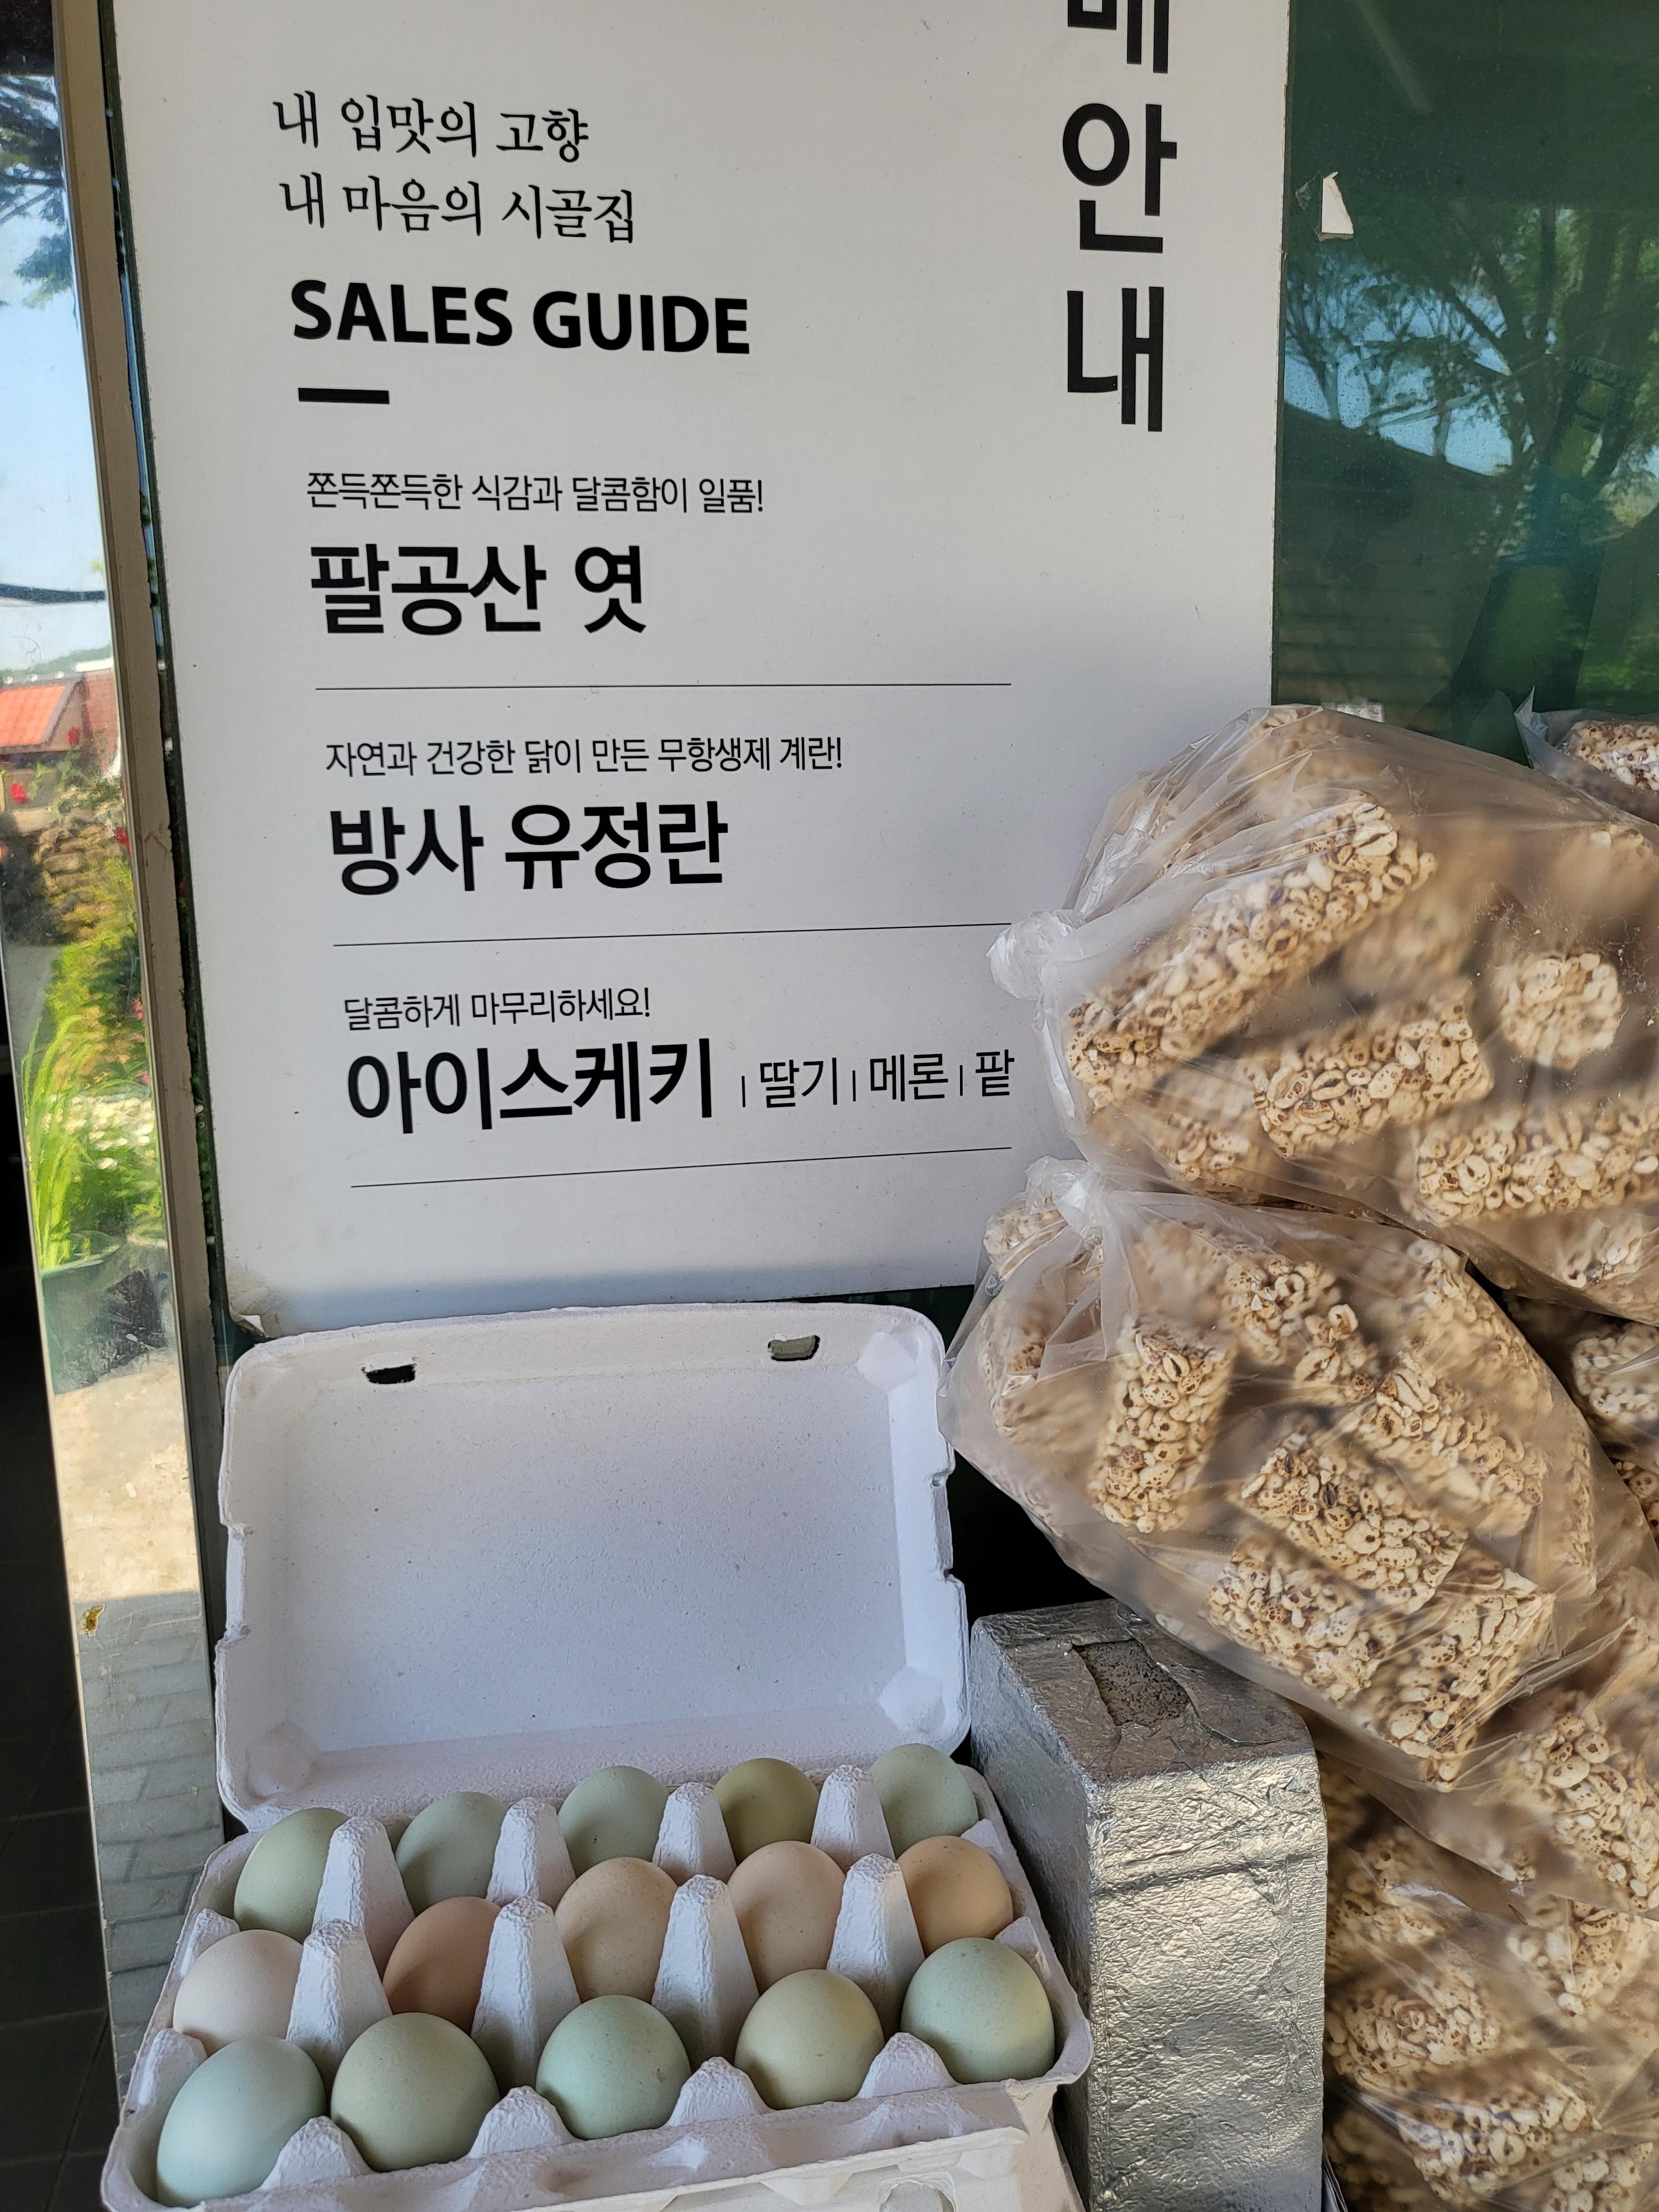 내 입맛의 고향
내 마음의 시골집
SALES GUIDE
매안내
쫀득쫀득한 식감과 달콤함이 일품!
팔공산 엿
자연과 건강한 닭이 만든 무항생제 계란!
방사 유정란
달콤하게 마무리하세요!
아이스케키 | 딸기 | 메론 | 팥